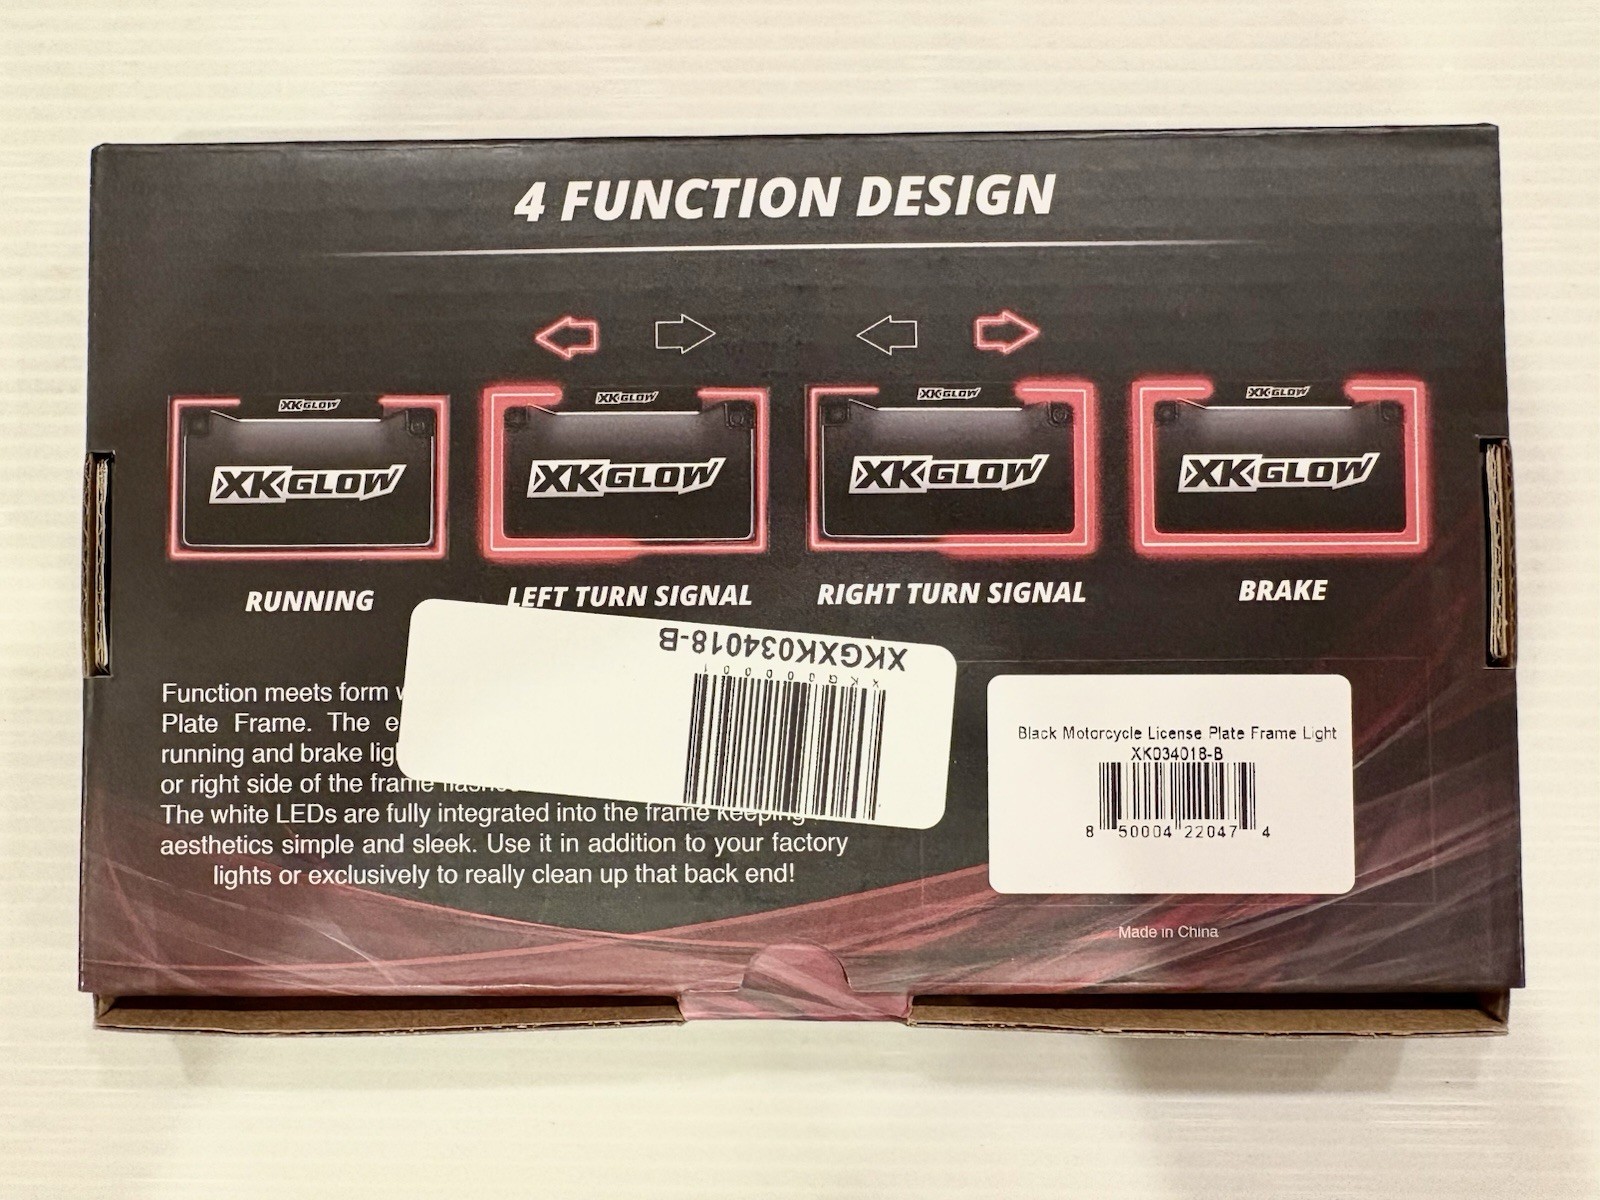 4 FUNCTION DESIGN
XKGLOW
XKGLOW
XKGLOW
XKGLOW
XKGLOW
XKGLOW
XKGLOW
XKGLOW
RUNNING
LEFT TURN SIGNAL
RIGHT TURN SIGNAL
BRAKE
XKGXK034018-B
Function meets form
Plate Frame. The
running and brake
or right side of the frame
The white LEDs are fully integrated into the frame keeping
aesthetics simple and sleek. Use it in addition to your factory
lights or exclusively to really clean up that back end!
Black Motorcycle License Plate Frame Light
XK034018-B
8 50004 22047 4
Made in China